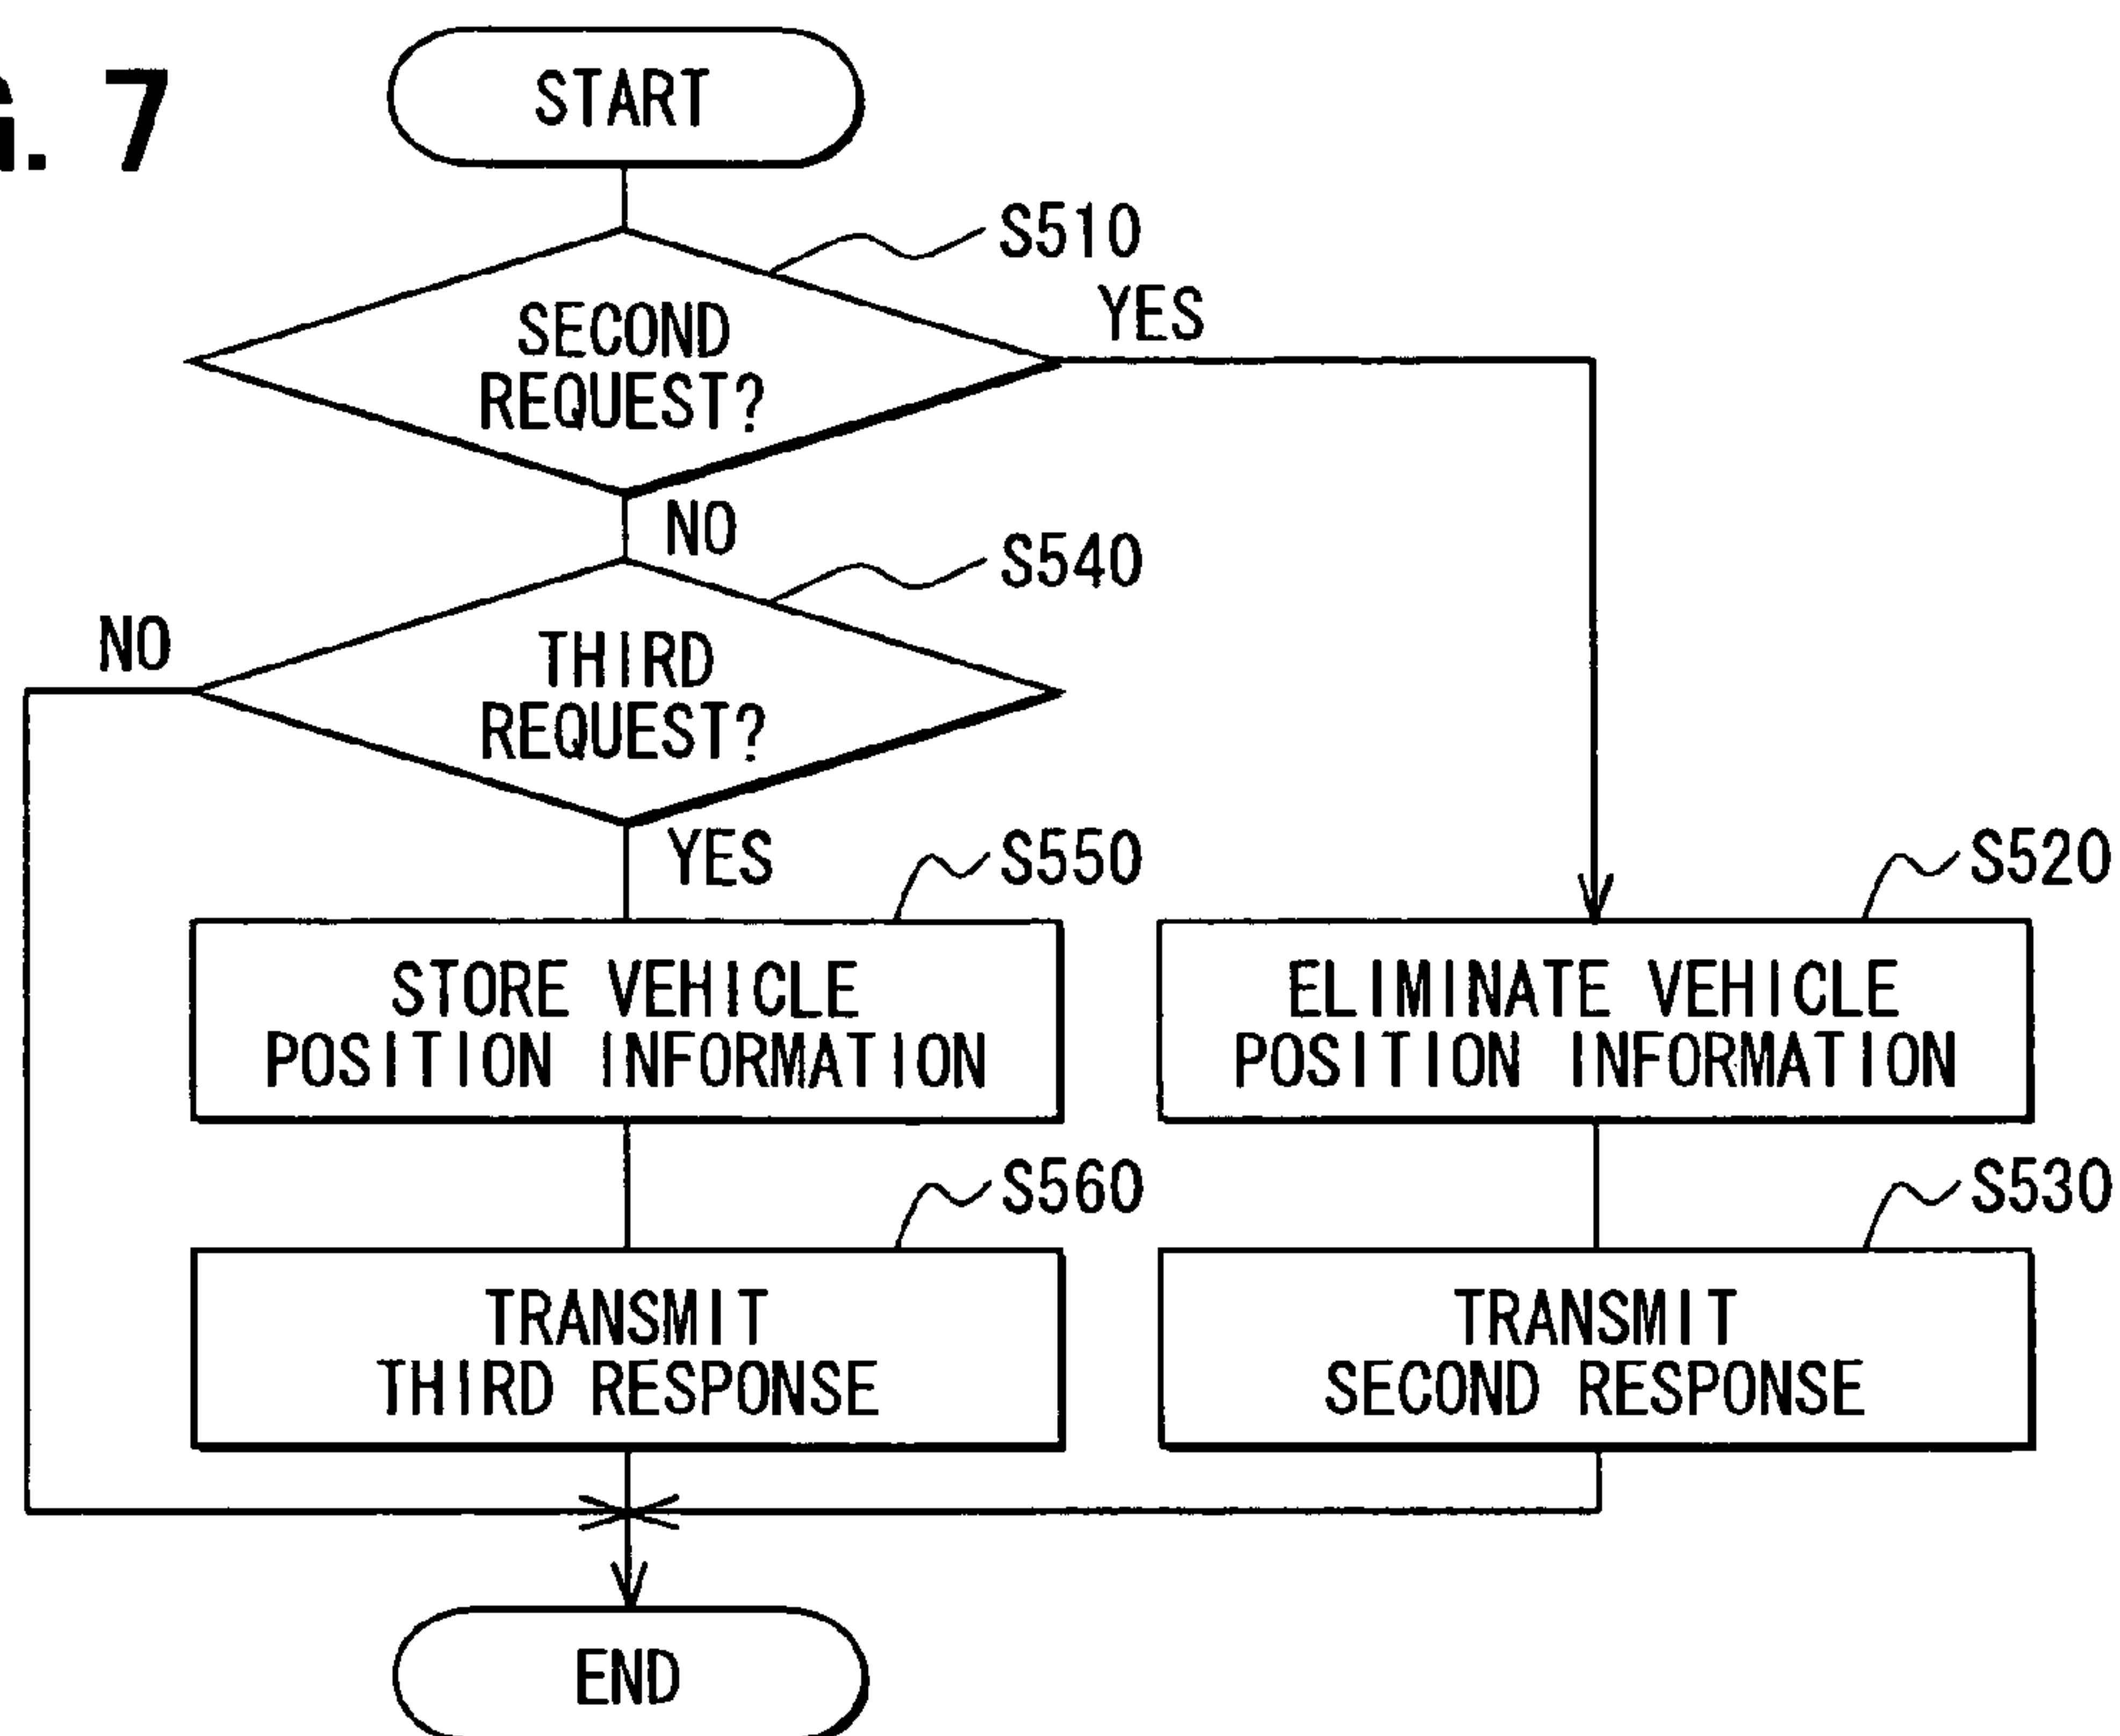 G. 7
START
S510
SECOND
REQUEST?
YES
NO
S540
THIRD
REQUEST?
NO
YES
S550
STORE VEHICLE
POSITION INFORMATION
S520
ELIMINATE VEHICLE
POSITION INFORMATION
S560
TRANSMIT
THIRD RESPONSE
S530
TRANSMIT
SECOND RESPONSE
END